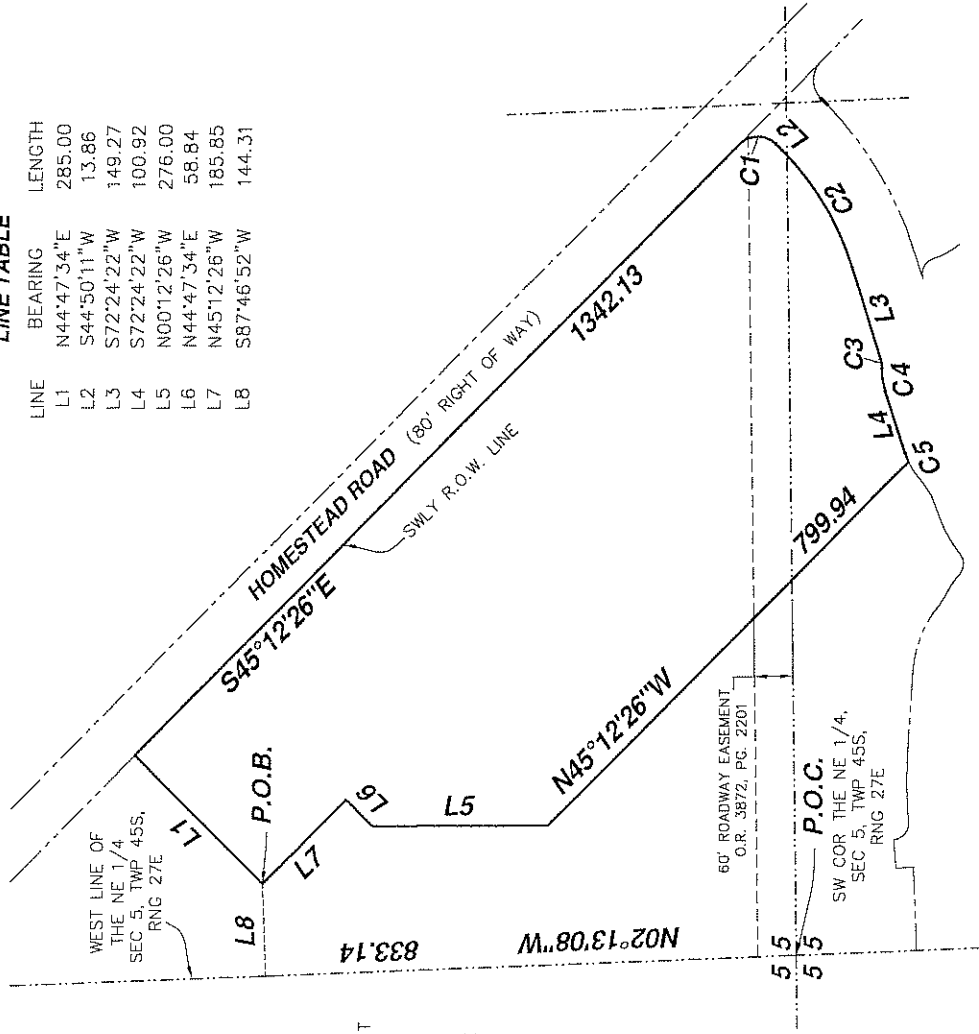 LINE TABLE
LINE BEARING LENGTH
L1 N44°47'34"E 285.00
L2 S44°50'11"W 13.86
L3 S72°24'22"W 149.27
L4 S72°24'22"W 100.92
L5 N00°12'26"W 276.00
L6 N44°47'34"E 58.84
L7 N45°12'26"W 185.85
L8 S87°46'52"W 144.31
WEST LINE OF
THE NE 1/4
SEC 5, TWP 45S,
RNG 27E
HOMESTEAD ROAD (80' RIGHT OF WAY)
SWLY R.O.W. LINE
S45°12'26"E
1342.13
L1
P.O.B.
L8
L7
L6
L5
833.14
N02°13'08"W
N45°12'26"W
799.94
60' ROADWAY EASEMENT
O.R. 3872, PG. 2201
C1
L2
C2
L3
C3
C4
L4
C5
5 5
5 5
P.O.C.
SW COR THE NE 1/4,
SEC 5, TWP 45S,
RNG 27E
T